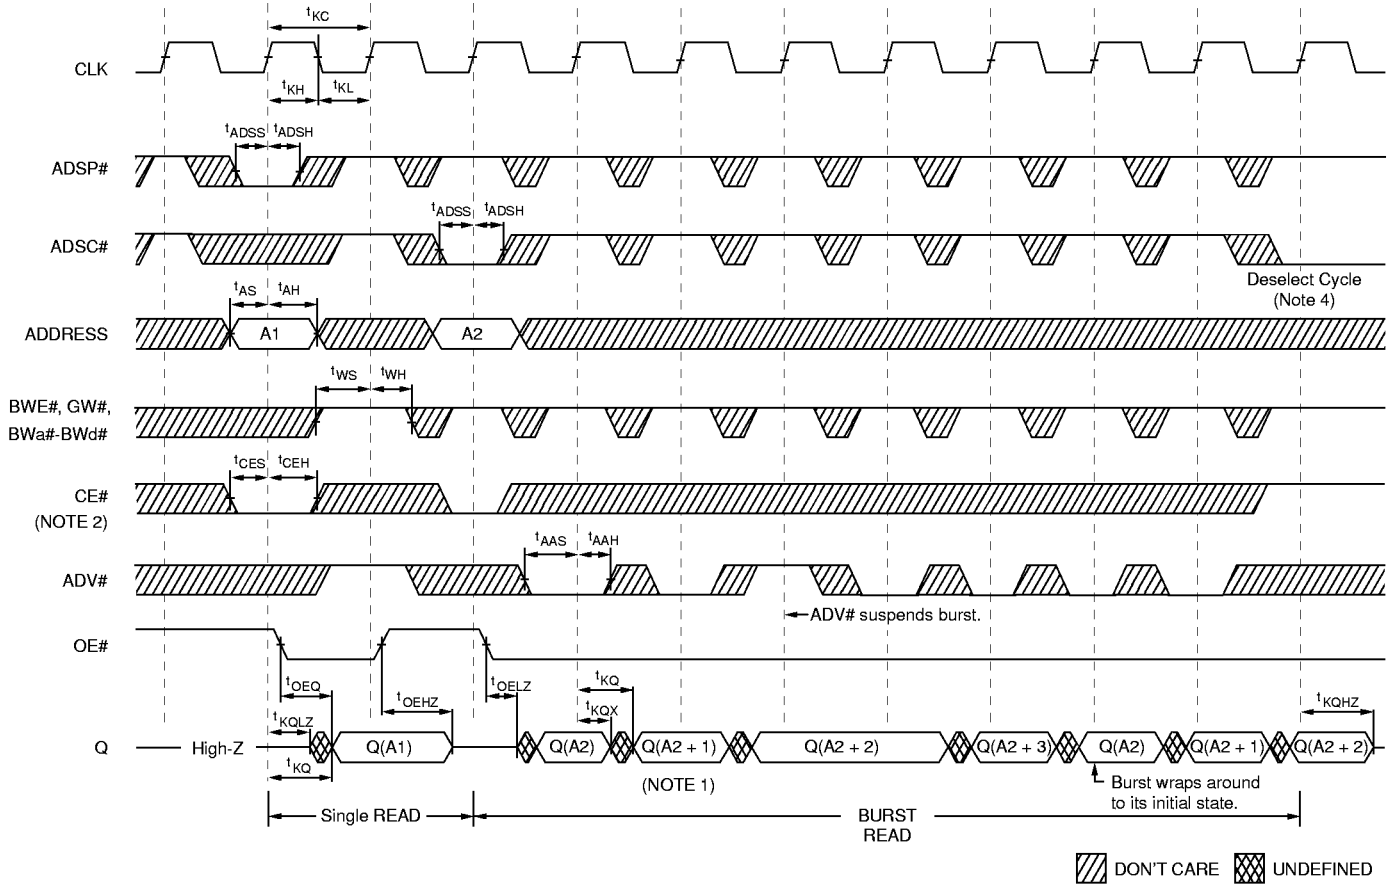 tKC
CLK
tKH
tKL
tADSS
tADSH
ADSP#
tADSS
tADSH
ADSC#
Deselect Cycle
(Note 4)
tAS
tAH
ADDRESS
A1
A2
tWS
tWH
BWE#, GW#,
BWa#-BWd#
tCES
tCEH
CE#
(NOTE 2)
tAAS
tAAH
ADV#
ADV# suspends burst.
OE#
tOEQ
tOEHZ
tOELZ
tKQ
tKQX
tKQHZ
tKQLZ
Q
High-Z
Q(A1)
Q(A2)
Q(A2 + 1)
Q(A2 + 2)
Q(A2 + 3)
Q(A2)
Q(A2 + 1)
Q(A2 + 2)
tKQ
(NOTE 1)
Burst wraps around
to its initial state.
Single READ
BURST
READ
DON'T CARE
UNDEFINED